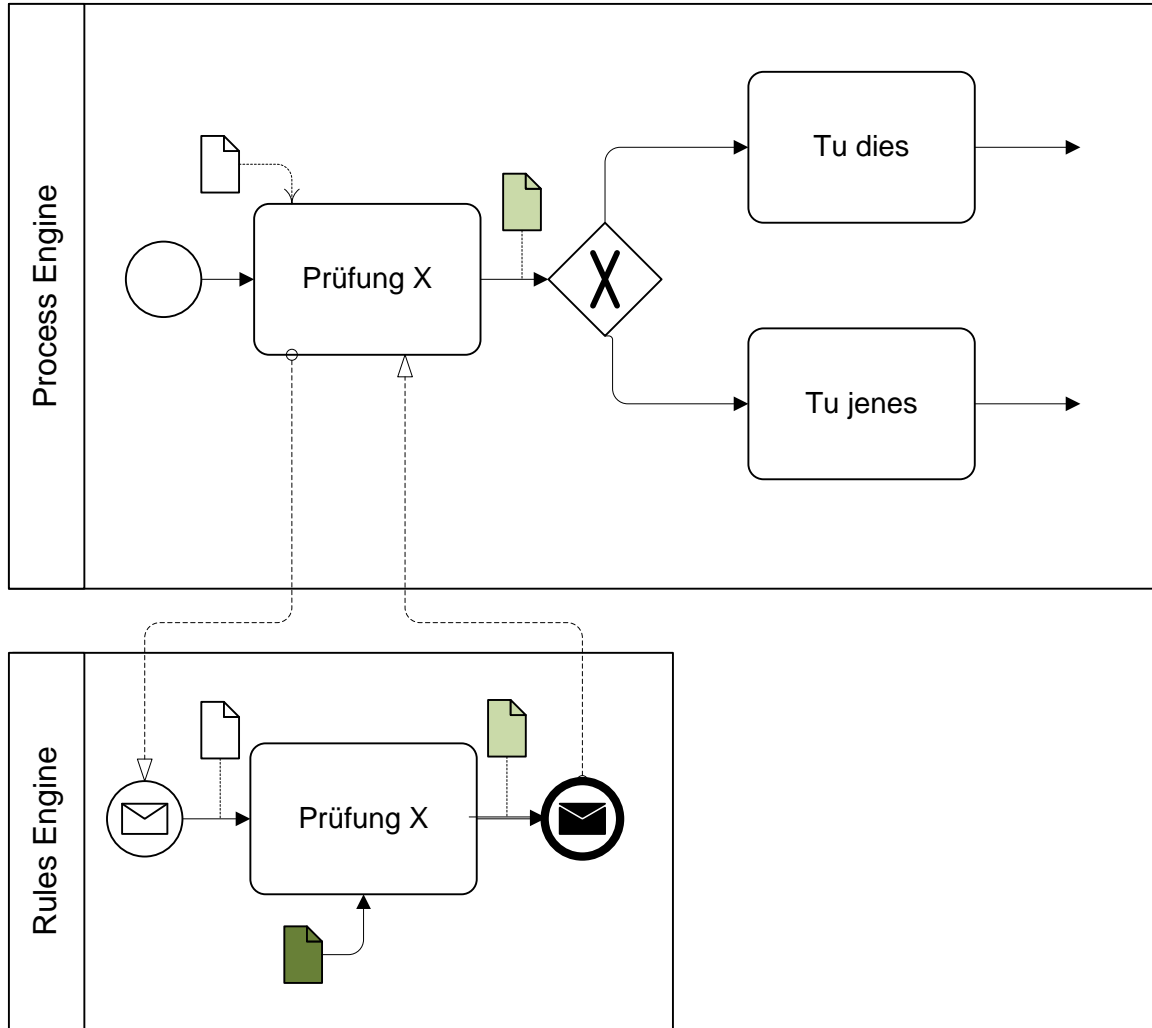 Process Engine
Prüfung X
Tu dies
Tu jenes
Rules Engine
Prüfung X